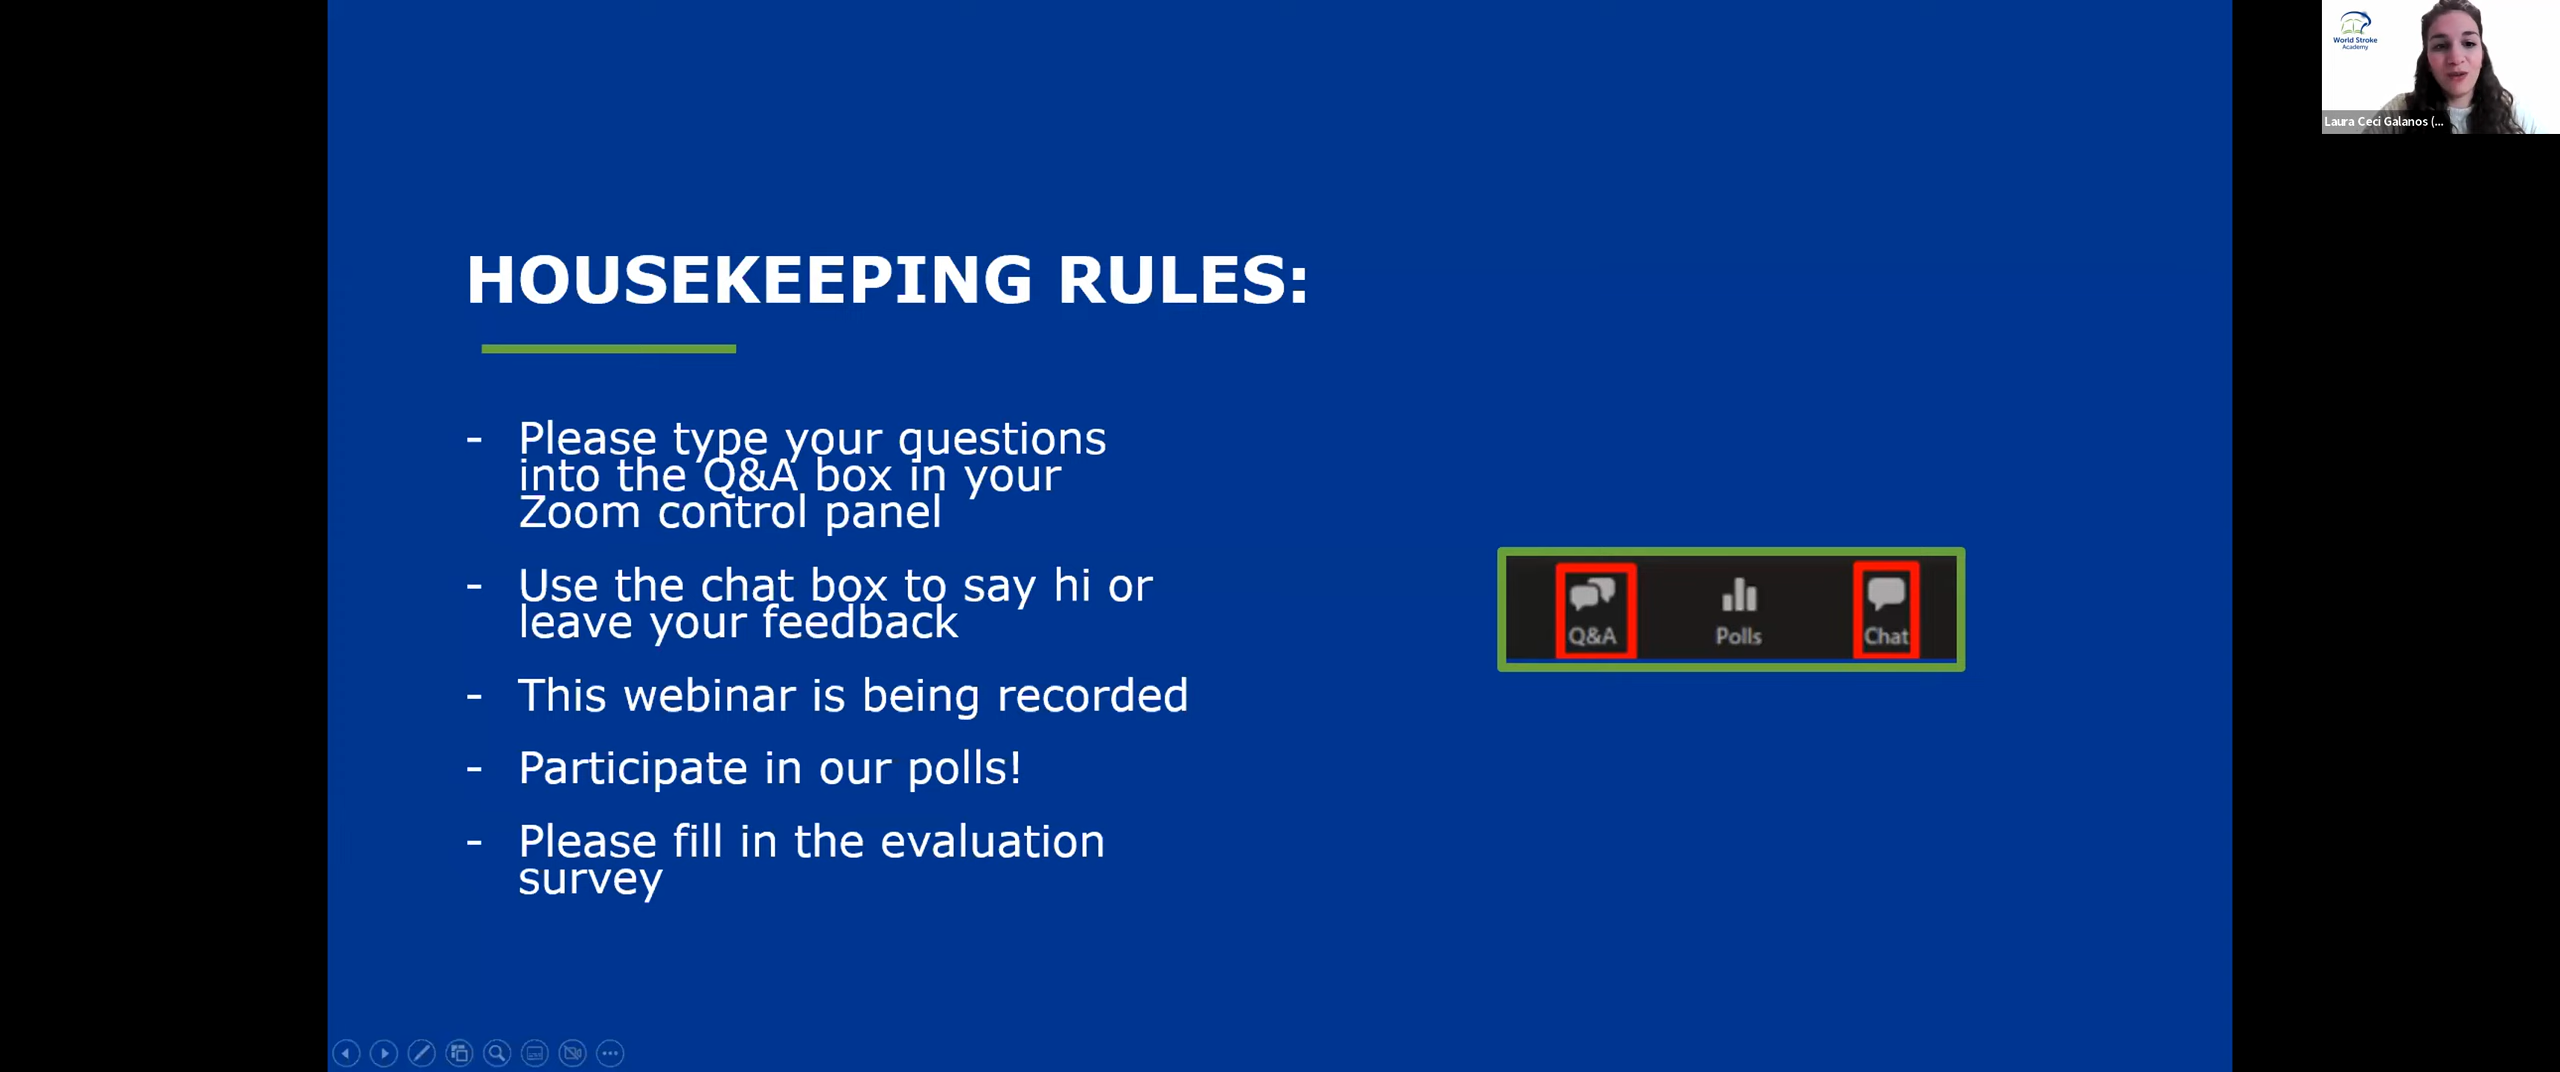 World Stroke
Academy
Laura Ceci Galanos (...
HOUSEKEEPING RULES:
- Please type your questions
into the Q&A box in your
Zoom control panel
- Use the chat box to say hi or
leave your feedback
- This webinar is being recorded
- Participate in our polls!
- Please fill in the evaluation
survey
Q&A
Polls
Chat